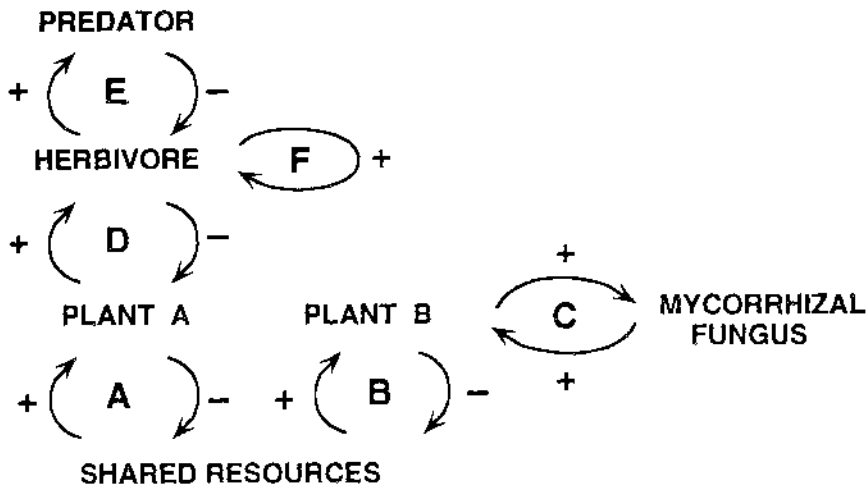 PREDATOR
+ E −
HERBIVORE F +
+ D −
+
PLANT A PLANT B C MYCORRHIZAL
FUNGUS
+
+ A − + B −
SHARED RESOURCES